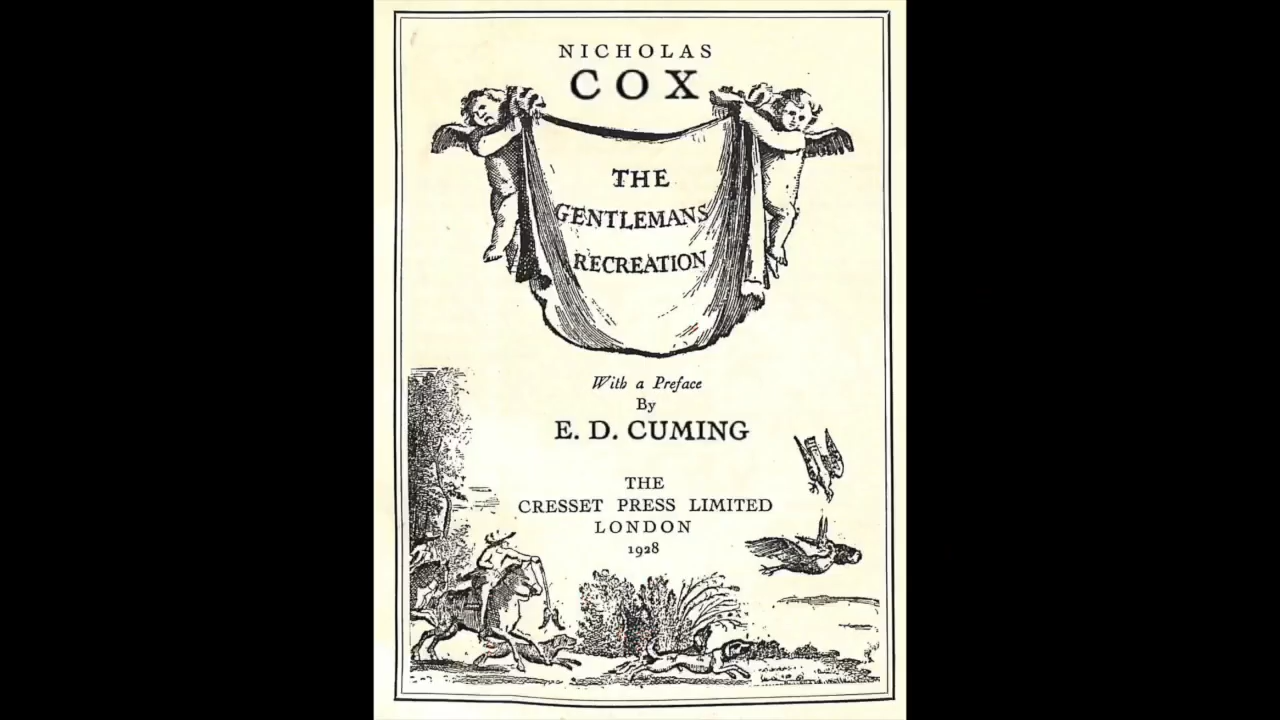 NICHOLAS
COX
THE
GENTLEMANS
RECREATION
With a Preface
By
E. D. CUMING
THE
CRESSET PRESS LIMITED
LONDON
1928